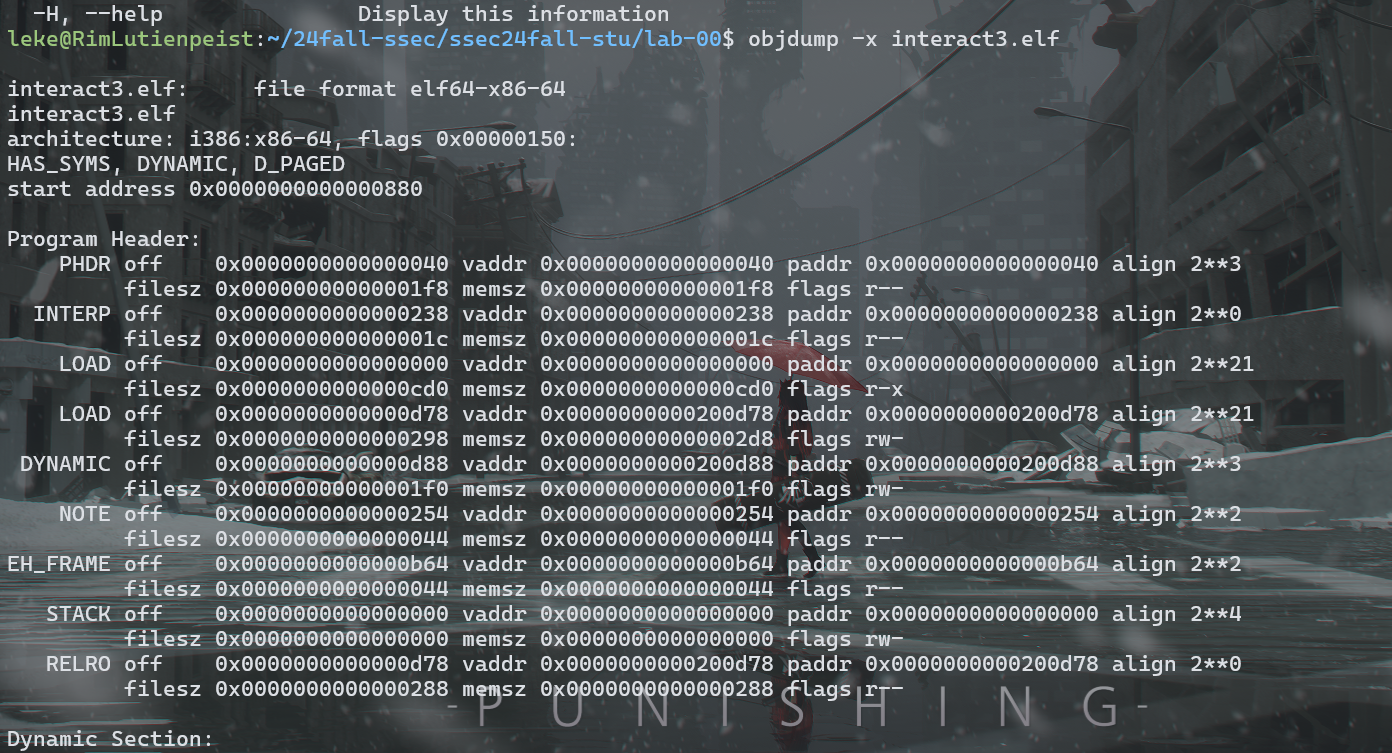 -H, --help               Display this information
leke@RimLutienpeist:~/24fall-ssec/ssec24fall-stu/lab-00$ objdump -x interact3.elf

interact3.elf:     file format elf64-x86-64
interact3.elf
architecture: i386:x86-64, flags 0x00000150:
HAS_SYMS, DYNAMIC, D_PAGED
start address 0x0000000000000880

Program Header:
    PHDR off    0x0000000000000040 vaddr 0x0000000000000040 paddr 0x0000000000000040 align 2**3
         filesz 0x00000000000001f8 memsz 0x00000000000001f8 flags r--
  INTERP off    0x0000000000000238 vaddr 0x0000000000000238 paddr 0x0000000000000238 align 2**0
         filesz 0x000000000000001c memsz 0x000000000000001c flags r--
    LOAD off    0x0000000000000000 vaddr 0x0000000000000000 paddr 0x0000000000000000 align 2**21
         filesz 0x0000000000000cd0 memsz 0x0000000000000cd0 flags r-x
    LOAD off    0x0000000000000d78 vaddr 0x0000000000200d78 paddr 0x0000000000200d78 align 2**21
         filesz 0x0000000000000298 memsz 0x00000000000002d8 flags rw-
 DYNAMIC off    0x0000000000000d88 vaddr 0x0000000000200d88 paddr 0x0000000000200d88 align 2**3
         filesz 0x00000000000001f0 memsz 0x00000000000001f0 flags rw-
    NOTE off    0x0000000000000254 vaddr 0x0000000000000254 paddr 0x0000000000000254 align 2**2
         filesz 0x0000000000000044 memsz 0x0000000000000044 flags r--
EH_FRAME off    0x0000000000000b64 vaddr 0x0000000000000b64 paddr 0x0000000000000b64 align 2**2
         filesz 0x0000000000000044 memsz 0x0000000000000044 flags r--
   STACK off    0x0000000000000000 vaddr 0x0000000000000000 paddr 0x0000000000000000 align 2**4
         filesz 0x0000000000000000 memsz 0x0000000000000000 flags rw-
   RELRO off    0x0000000000000d78 vaddr 0x0000000000200d78 paddr 0x0000000000200d78 align 2**0
         filesz 0x0000000000000288 memsz 0x0000000000000288 flags r--
-PUNISHING-
Dynamic Section: